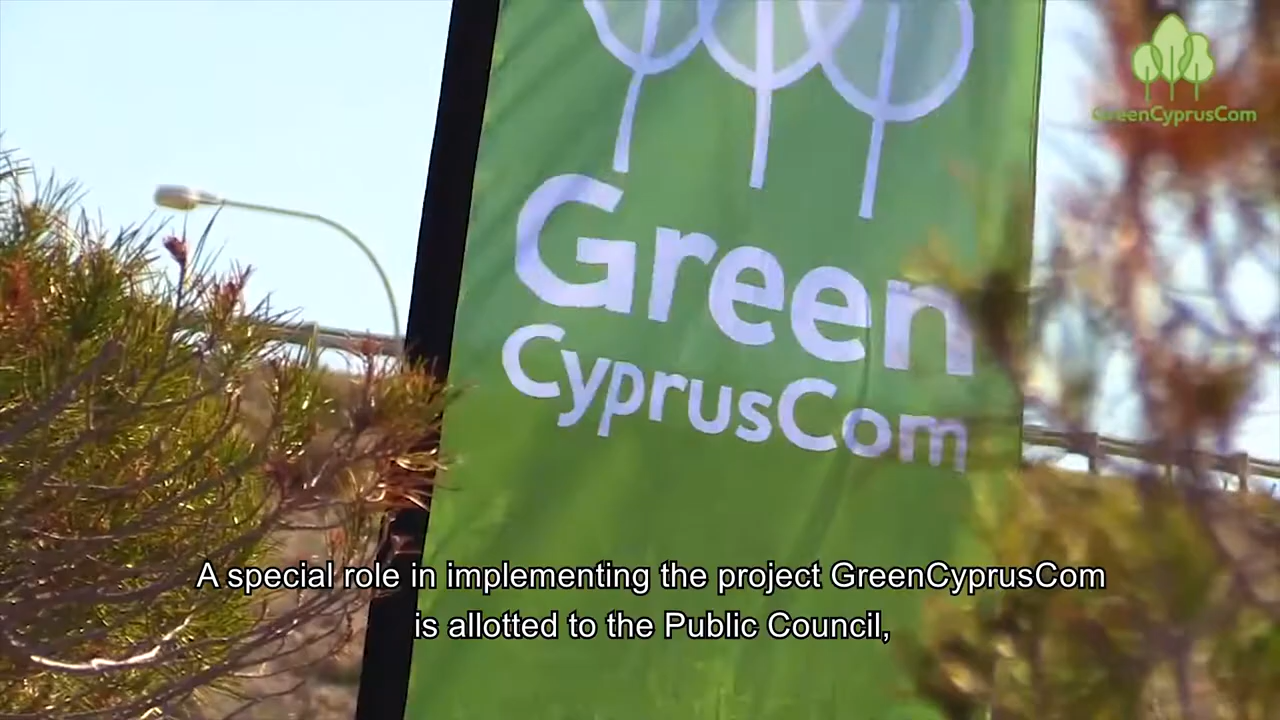 GreenCyprusCom
Green
CyprusCom
A special role in implementing the project GreenCyprusCom
is allotted to the Public Council,